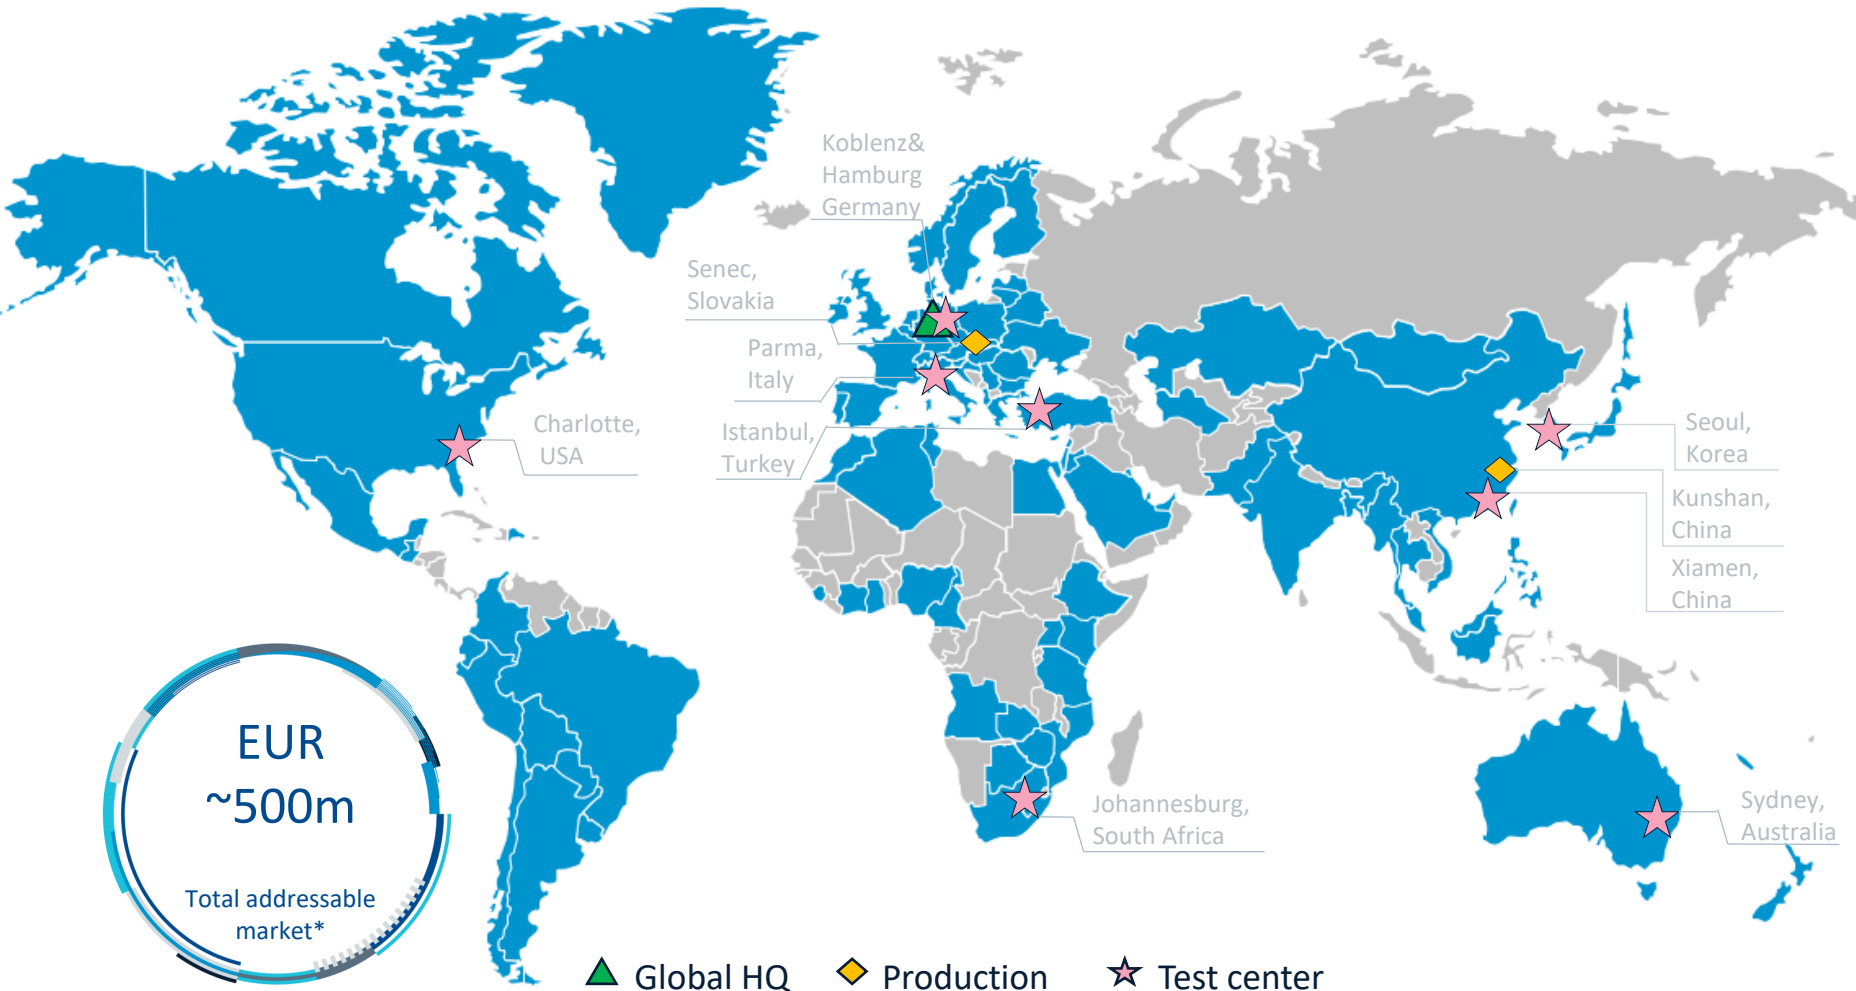 Koblenz&
Hamburg
Germany
Senec,
Slovakia
Parma,
Italy
Istanbul,
Turkey
Charlotte,
USA
Seoul,
Korea
Kunshan,
China
Xiamen,
China
Johannesburg,
South Africa
Sydney,
Australia
EUR
~500m
Total addressable
market*
Global HQ
Production
Test center